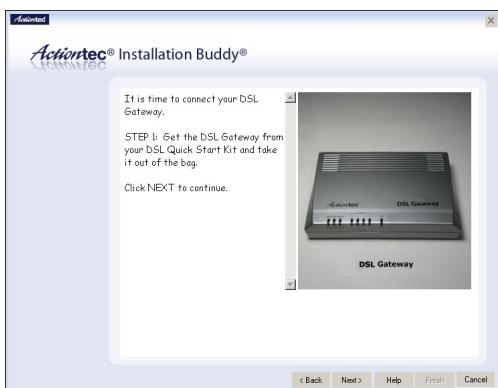 Actiontec
Actiontec® Installation Buddy®
It is time to connect your DSL
Gateway.
STEP 1: Get the DSL Gateway from
your DSL Quick Start Kit and take
it out of the bag.
Click NEXT to continue.
Actiontec DSL Gateway
DSL Gateway
< Back Next > Help Finish Cancel